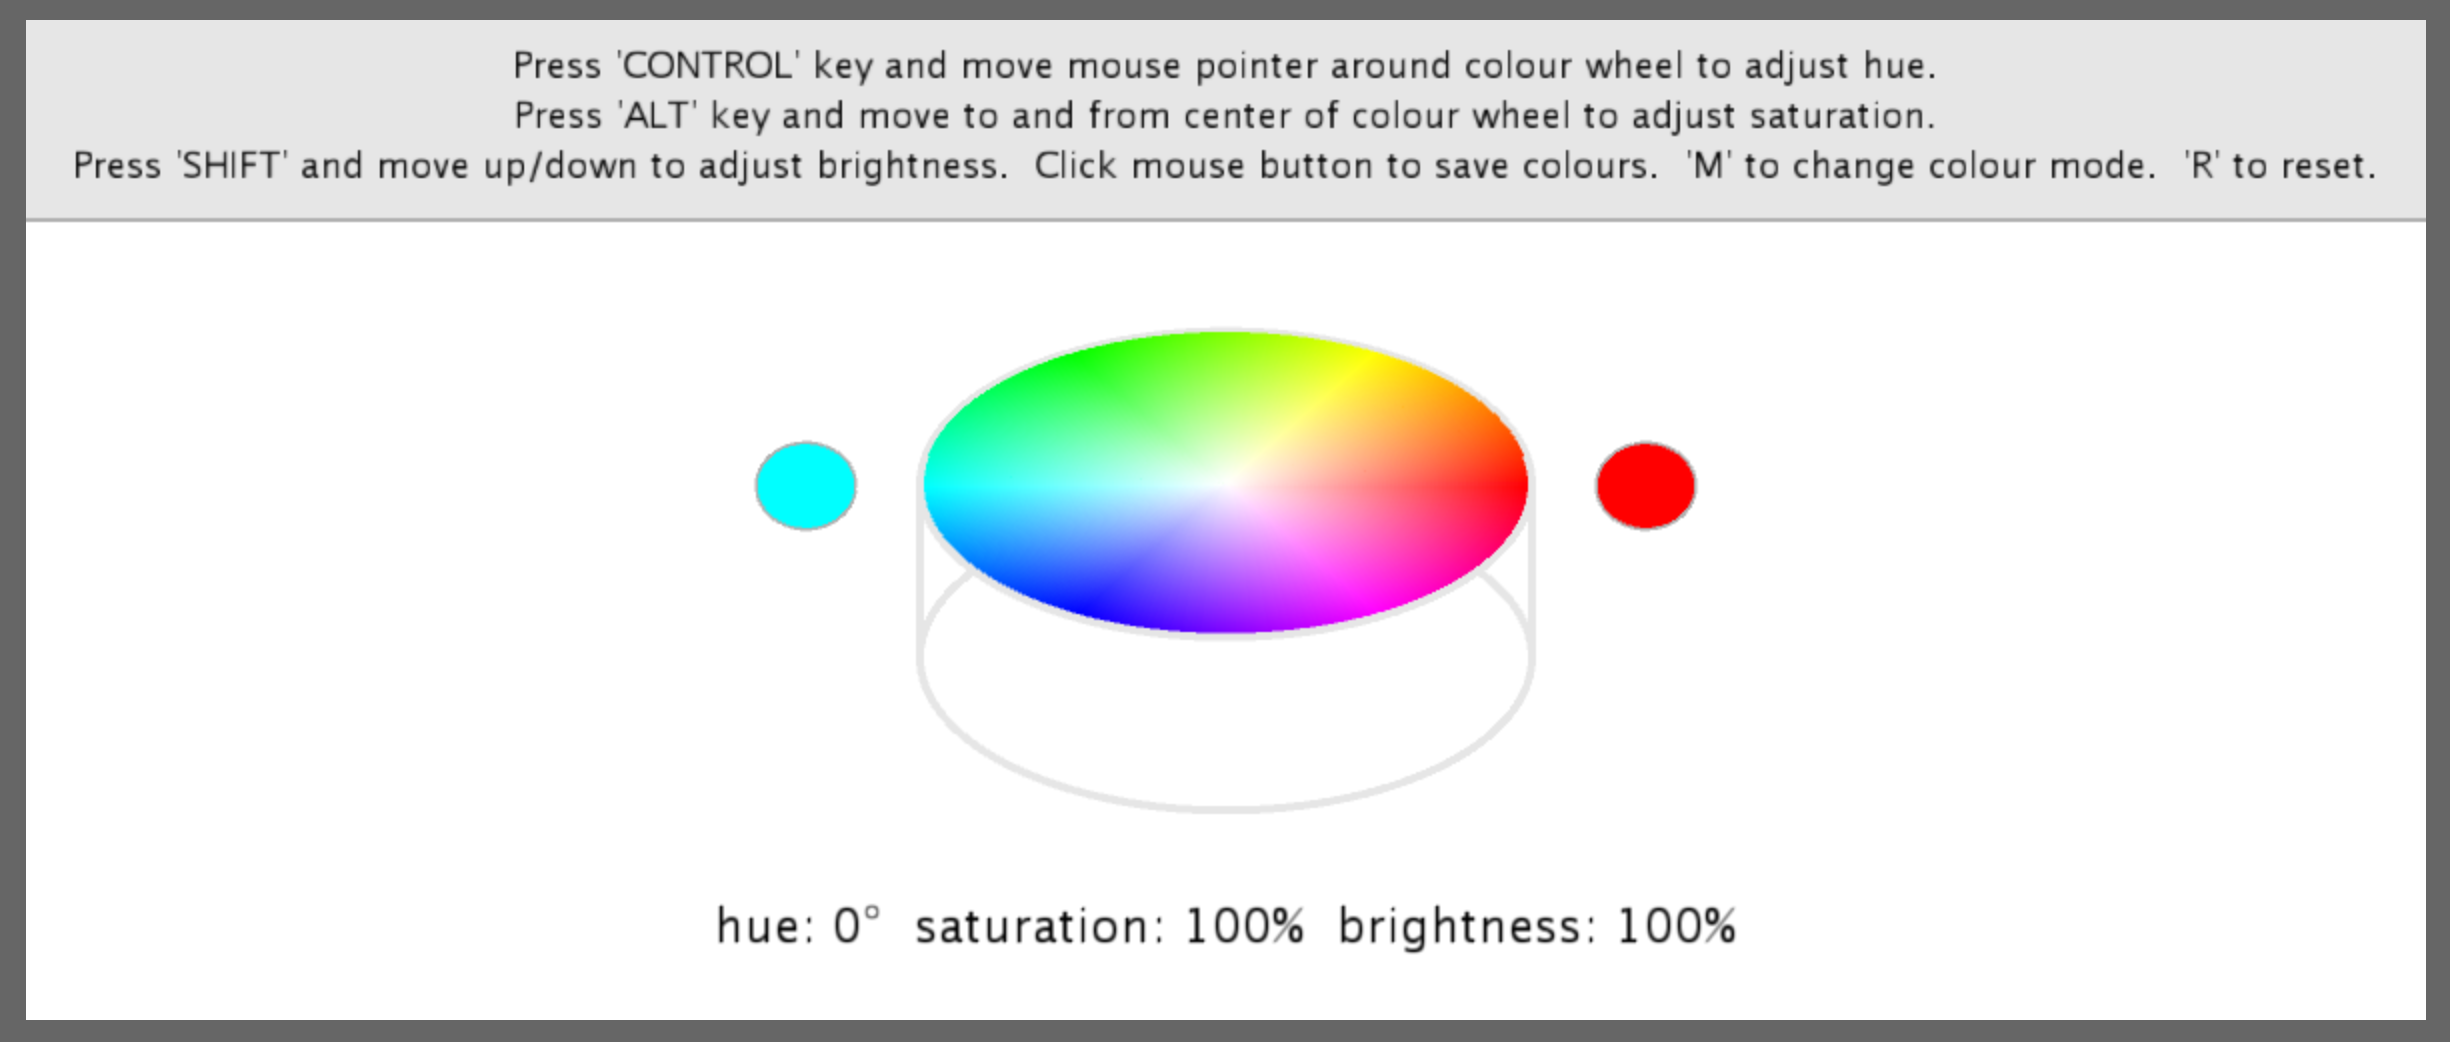 Press 'CONTROL' key and move mouse pointer around colour wheel to adjust hue.
Press 'ALT' key and move to and from center of colour wheel to adjust saturation.
Press 'SHIFT' and move up/down to adjust brightness.  Click mouse button to save colours.  'M' to change colour mode.  'R' to reset.
hue: 0°  saturation: 100%  brightness: 100%